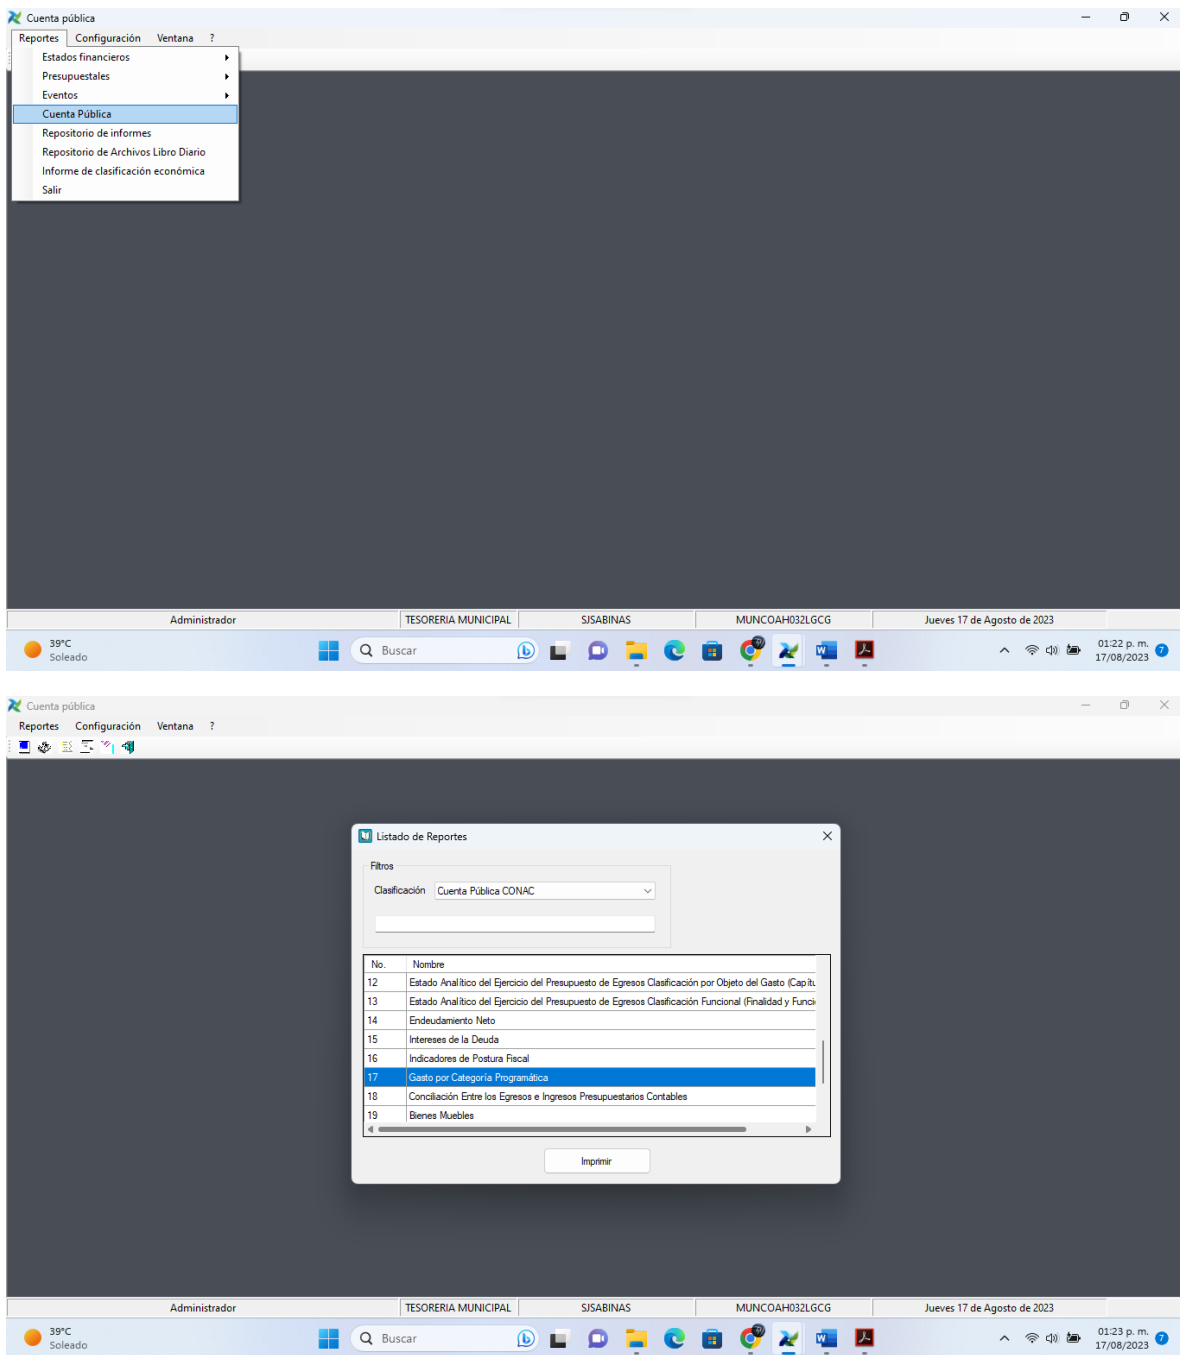 Cuenta pública
Reportes Configuración Ventana ?
Estados financieros
Presupuestales
Eventos
Cuenta Pública
Repositorio de informes
Repositorio de Archivos Libro Diario
Informe de clasificación económica
Salir
Administrador TESORERIA MUNICIPAL SJSABINAS MUNCOAH032LGCG Jueves 17 de Agosto de 2023
39°C
Soleado
Buscar
01:22 p. m.
17/08/2023
7
Cuenta pública
Reportes Configuración Ventana ?
Listado de Reportes
Filtros
Clasificación Cuenta Pública CONAC
No. Nombre
12 Estado Analítico del Ejercicio del Presupuesto de Egresos Clasificación por Objeto del Gasto (Capítu
13 Estado Analítico del Ejercicio del Presupuesto de Egresos Clasificación Funcional (Finalidad y Funci
14 Endeudamiento Neto
15 Intereses de la Deuda
16 Indicadores de Postura Fiscal
17 Gasto por Categoría Programática
18 Conciliación Entre los Egresos e Ingresos Presupuestarios Contables
19 Bienes Muebles
Imprimir
Administrador TESORERIA MUNICIPAL SJSABINAS MUNCOAH032LGCG Jueves 17 de Agosto de 2023
39°C
Soleado
Buscar
01:23 p. m.
17/08/2023
7